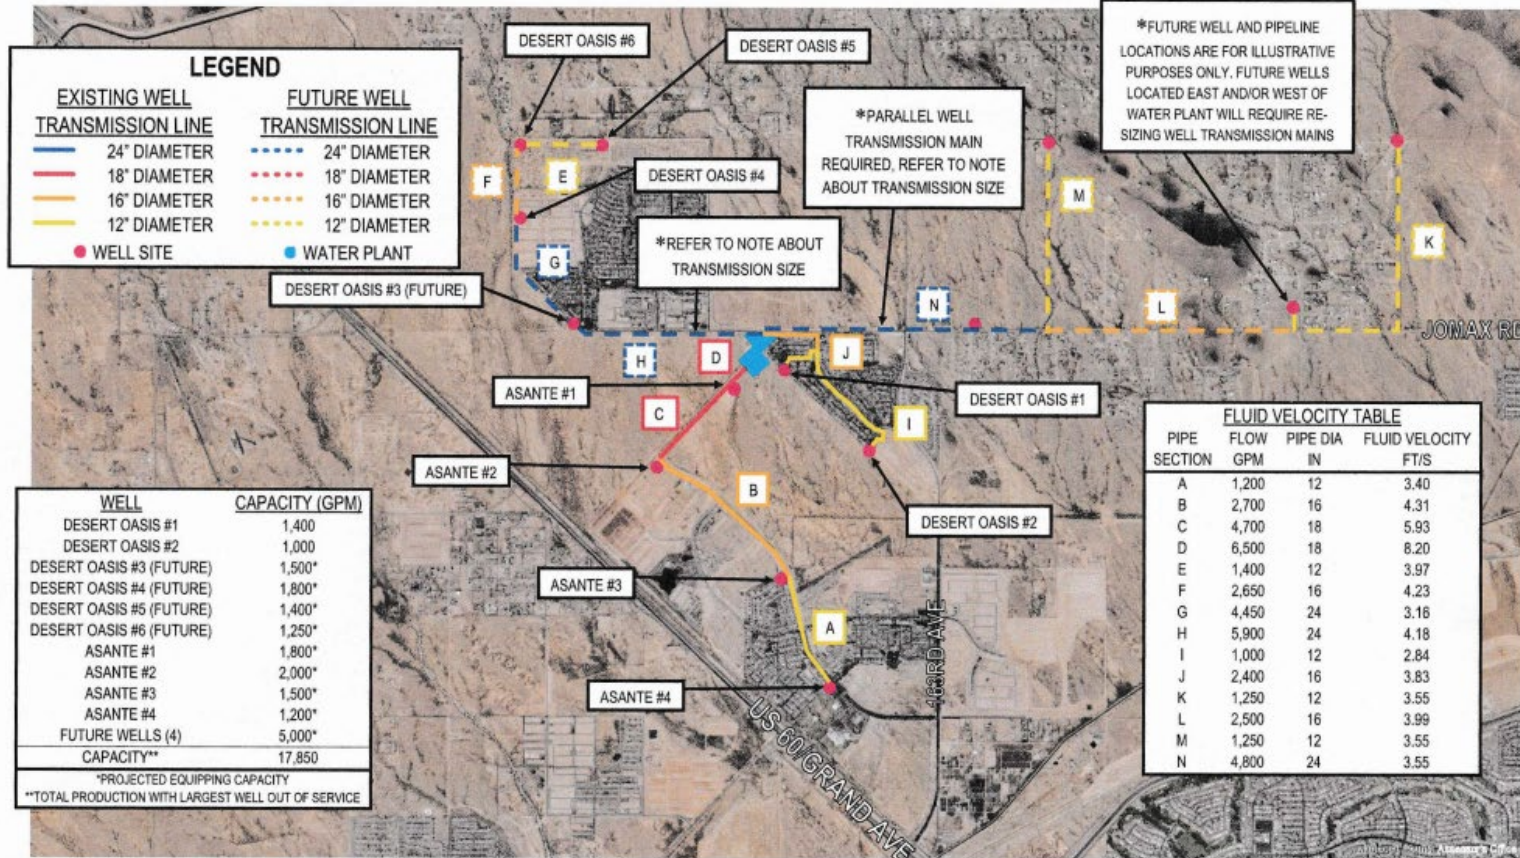 DESERT OASIS #6
DESERT OASIS #5
*FUTURE WELL AND PIPELINE
LOCATIONS ARE FOR ILLUSTRATIVE
PURPOSES ONLY. FUTURE WELLS
LOCATED EAST AND/OR WEST OF
WATER PLANT WILL REQUIRE RE-
SIZING WELL TRANSMISSION MAINS
LEGEND
EXISTING WELL
TRANSMISSION LINE
24" DIAMETER
18" DIAMETER
16" DIAMETER
12" DIAMETER
WELL SITE
FUTURE WELL
TRANSMISSION LINE
24" DIAMETER
18" DIAMETER
16" DIAMETER
12" DIAMETER
WATER PLANT
*PARALLEL WELL
TRANSMISSION MAIN
REQUIRED, REFER TO NOTE
ABOUT TRANSMISSION SIZE
F
E
DESERT OASIS #4
M
K
*REFER TO NOTE ABOUT
TRANSMISSION SIZE
G
DESERT OASIS #3 (FUTURE)
N
L
JOMAX RD
H
D
J
ASANTE #1
C
DESERT OASIS #1
I
ASANTE #2
B
DESERT OASIS #2
ASANTE #3
A
ASANTE #4
163RD AVE
US 60/GRAND AVE
WELL CAPACITY (GPM)
DESERT OASIS #1 1,400
DESERT OASIS #2 1,000
DESERT OASIS #3 (FUTURE) 1,500*
DESERT OASIS #4 (FUTURE) 1,800*
DESERT OASIS #5 (FUTURE) 1,400*
DESERT OASIS #6 (FUTURE) 1,250*
ASANTE #1 1,800*
ASANTE #2 2,000*
ASANTE #3 1,500*
ASANTE #4 1,200*
FUTURE WELLS (4) 5,000*
CAPACITY** 17,850
*PROJECTED EQUIPPING CAPACITY
**TOTAL PRODUCTION WITH LARGEST WELL OUT OF SERVICE
FLUID VELOCITY TABLE
PIPE FLOW PIPE DIA FLUID VELOCITY
SECTION GPM IN FT/S
A 1,200 12 3.40
B 2,700 16 4.31
C 4,700 18 5.93
D 6,500 18 8.20
E 1,400 12 3.97
F 2,650 16 4.23
G 4,450 24 3.16
H 5,900 24 4.18
I 1,000 12 2.84
J 2,400 16 3.83
K 1,250 12 3.55
L 2,500 16 3.99
M 1,250 12 3.55
N 4,800 24 3.55
Assessor's Office